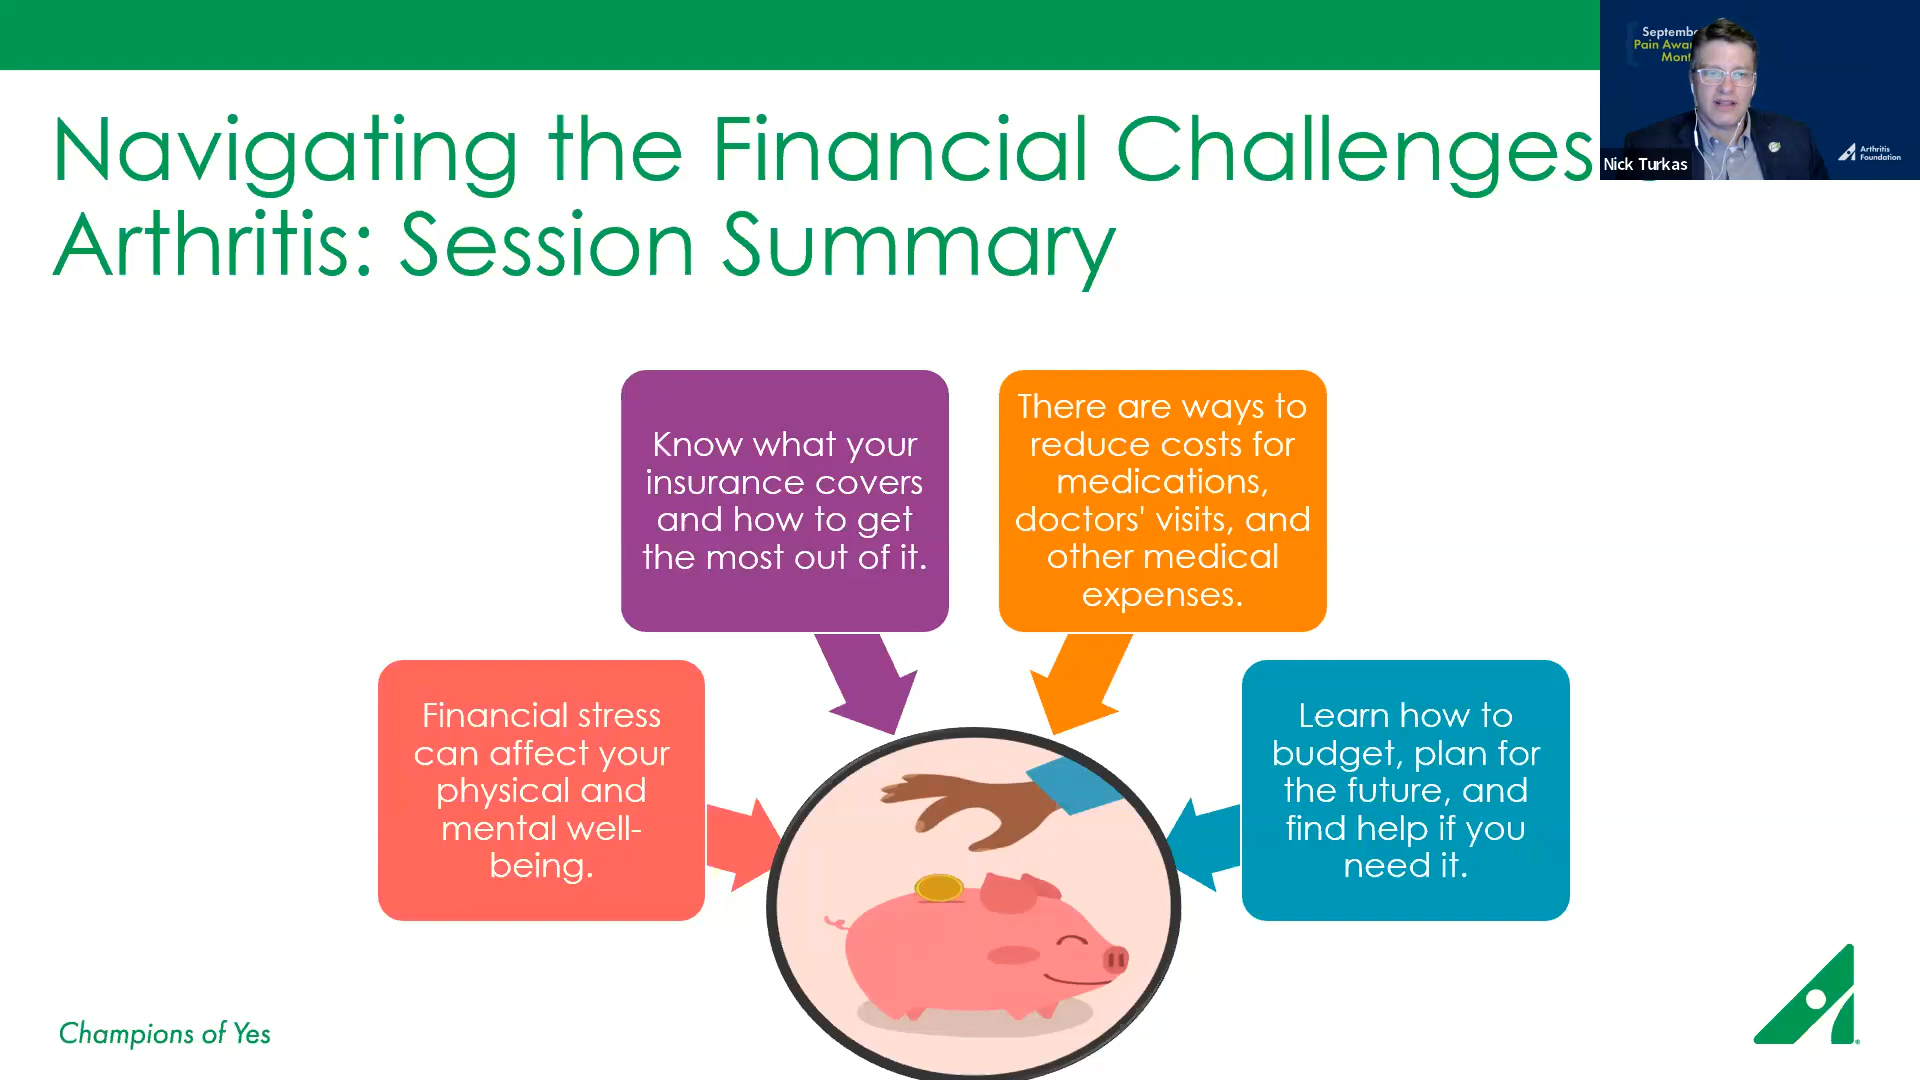 Navigating the Financial Challenges
Arthritis: Session Summary
Know what your
insurance covers
and how to get
the most out of it.
There are ways to
reduce costs for
medications,
doctors' visits, and
other medical
expenses.
Financial stress
can affect your
physical and
mental well-
being.
Learn how to
budget, plan for
the future, and
find help if you
need it.
Champions of Yes
Pain
Nick Turkas
Arthritis
Foundation